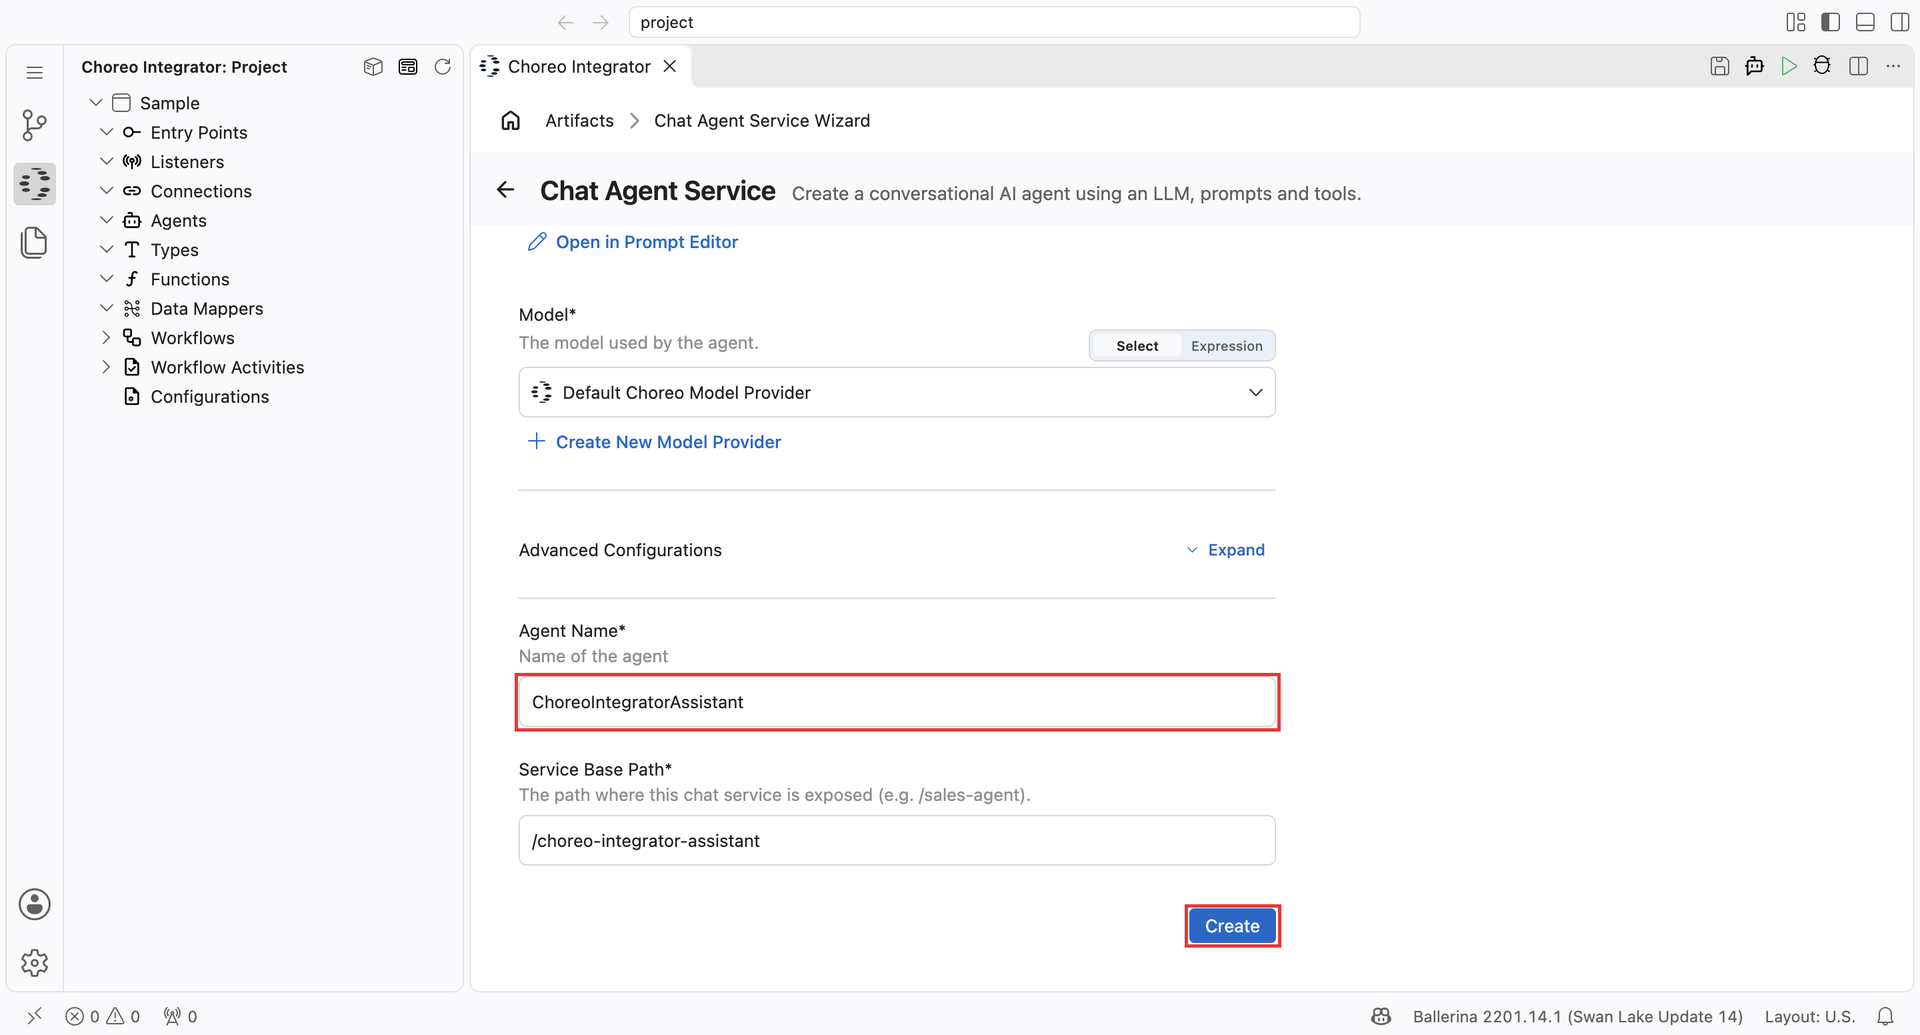 project
Choreo Integrator: Project
Sample
Entry Points
Listeners
Connections
Agents
Types
Functions
Data Mappers
Workflows
Workflow Activities
Configurations
Choreo Integrator
Artifacts
Chat Agent Service Wizard
Chat Agent Service
Create a conversational AI agent using an LLM, prompts and tools.
Open in Prompt Editor
Model*
The model used by the agent.
Select
Expression
Default Choreo Model Provider
Create New Model Provider
Advanced Configurations
Expand
Agent Name*
Name of the agent
ChoreoIntegratorAssistant
Service Base Path*
The path where this chat service is exposed (e.g. /sales-agent).
/choreo-integrator-assistant
Create
0
0
0
Ballerina 2201.14.1 (Swan Lake Update 14)
Layout: U.S.